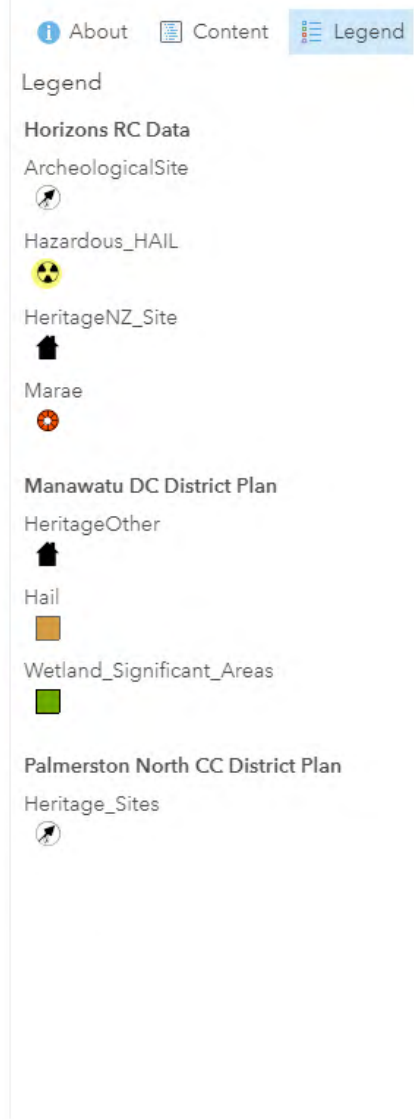 About Content Legend
Legend
Horizons RC Data
ArcheologicalSite
Hazardous_HAIL
HeritageNZ_Site
Marae
Manawatu DC District Plan
HeritageOther
Hail
Wetland_Significant_Areas
Palmerston North CC District Plan
Heritage_Sites